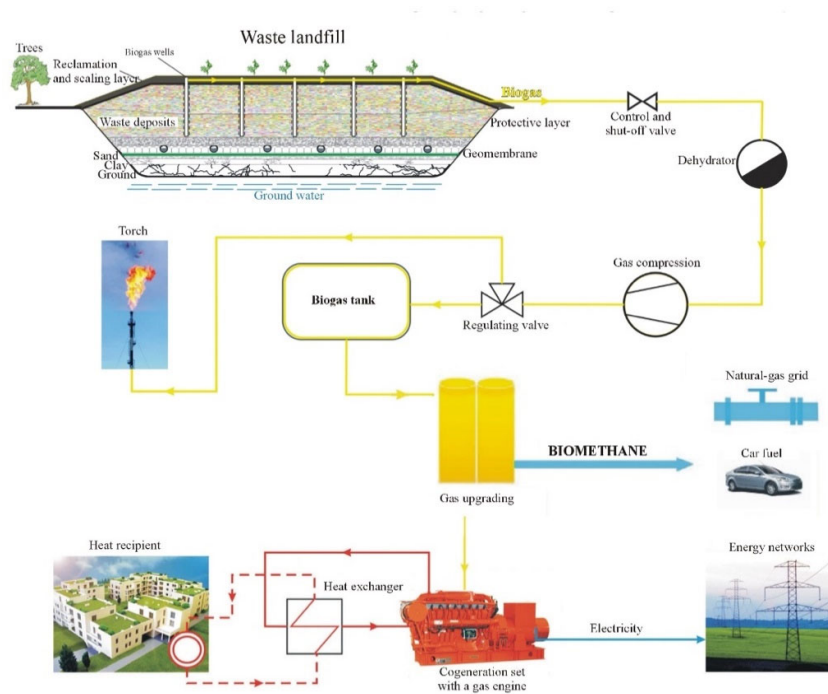 Waste landfill
Trees
Biogas wells
Reclamation
and scaling layer
Biogas
Control and
shut-off valve
Waste deposits
Protective layer
Sand
Clay
Ground
Geomembrane
Dehydrator
Ground water
Torch
Gas compression
Biogas tank
Regulating valve
Natural-gas grid
BIOMETHANE
Car fuel
Gas upgrading
Heat recipient
Energy networks
Heat exchanger
Electricity
Cogeneration set
with a gas engine